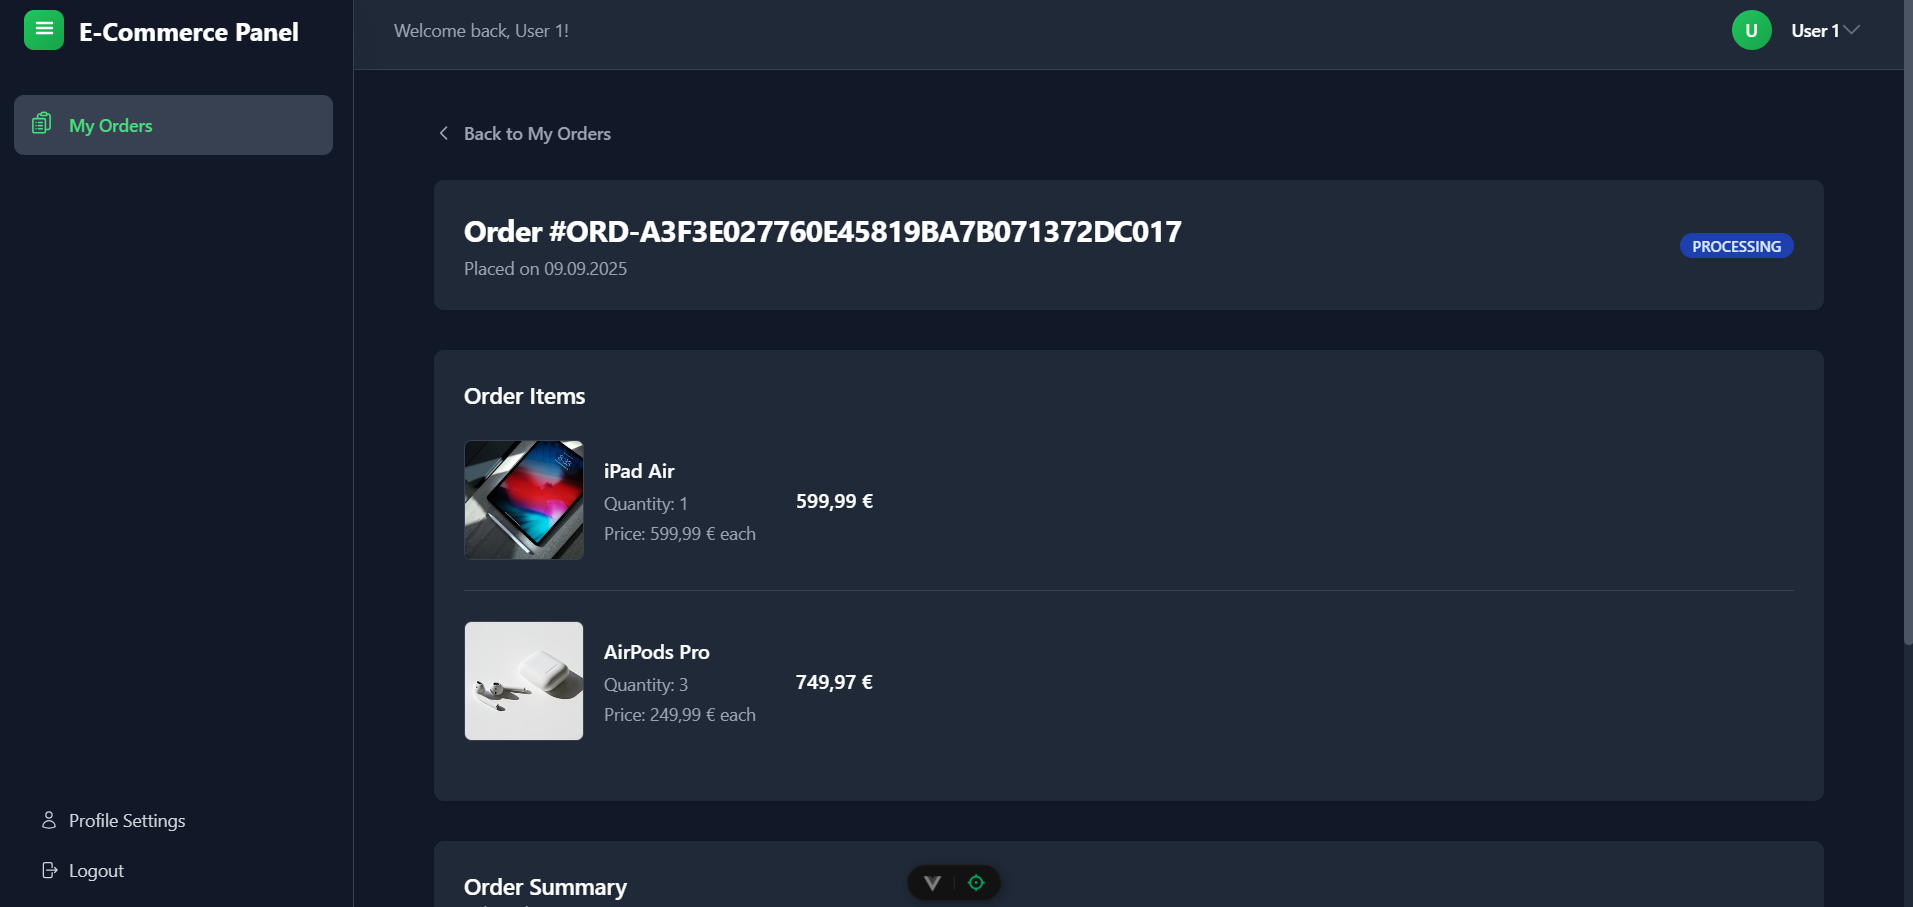 E-Commerce Panel
Welcome back, User 1!
U
User 1
My Orders
Back to My Orders
Order #ORD-A3F3E027760E45819BA7B071372DC017
Placed on 09.09.2025
PROCESSING
Order Items
iPad Air
Quantity: 1
Price: 599,99 € each
599,99 €
AirPods Pro
Quantity: 3
Price: 249,99 € each
749,97 €
Profile Settings
Logout
Order Summary